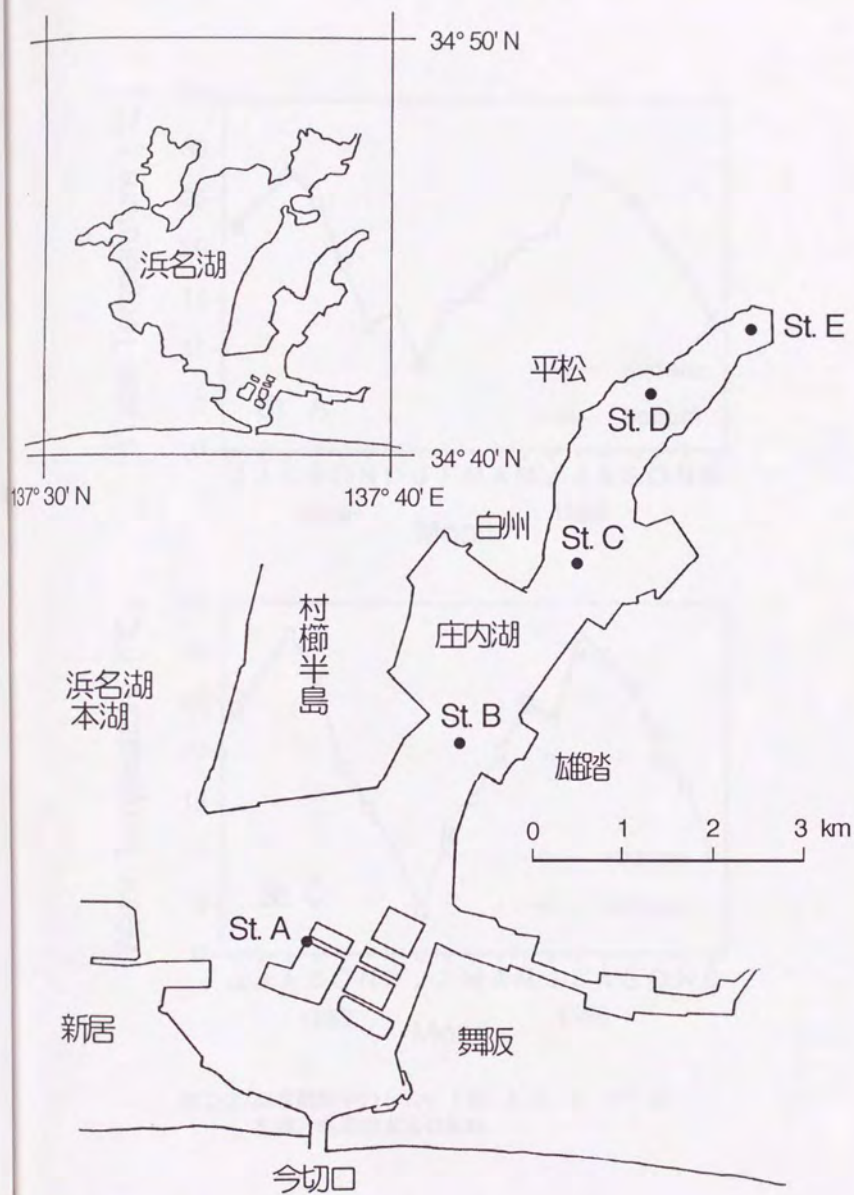 34° 50' N
浜名湖
34° 40' N
137° 30' N
137° 40' E
St. E
平松
St. D
白州
St. C
村櫛半島
庄内湖
浜名湖
本湖
St. B
雄踏
0 1 2 3 km
St. A
新居
舞阪
今切口